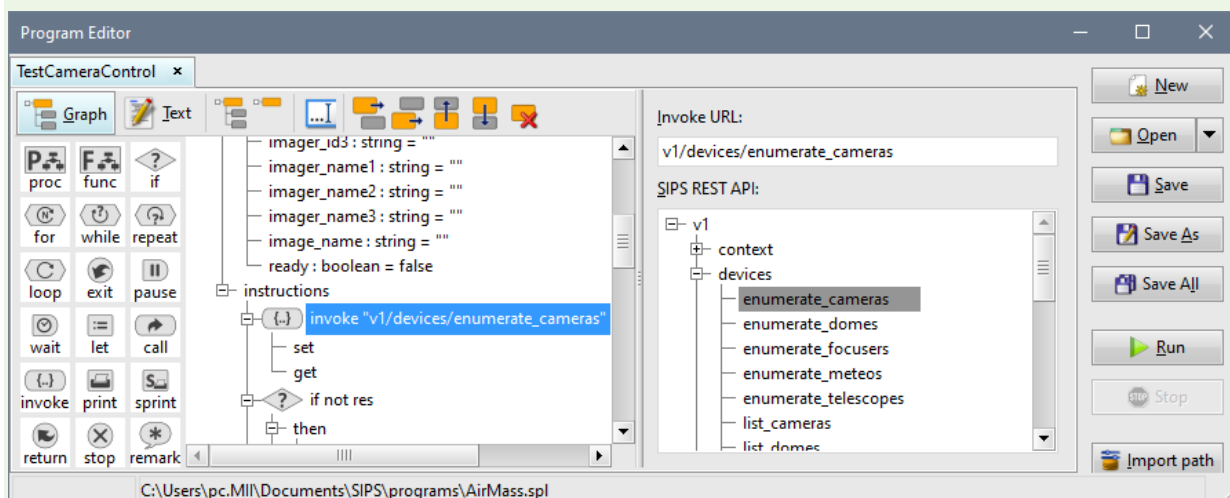 Program Editor
TestCameraControl ×
Graph Text
...I
proc func if
for while repeat
loop exit pause
wait let call
invoke print sprint
return stop remark
imager_id3 : string = ""
imager_name1 : string = ""
imager_name2 : string = ""
imager_name3 : string = ""
image_name : string = ""
ready : boolean = false
instructions
{..} invoke "v1/devices/enumerate_cameras"
set
get
? if not res
then
Invoke URL:
v1/devices/enumerate_cameras
SIPS REST API:
v1
context
devices
enumerate_cameras
enumerate_domes
enumerate_focusers
enumerate_meteos
enumerate_telescopes
list_cameras
list_domes
New
Open
Save
Save As
Save All
Run
STOP Stop
Import path
C:\Users\pc.MII\Documents\SIPS\programs\AirMass.spl